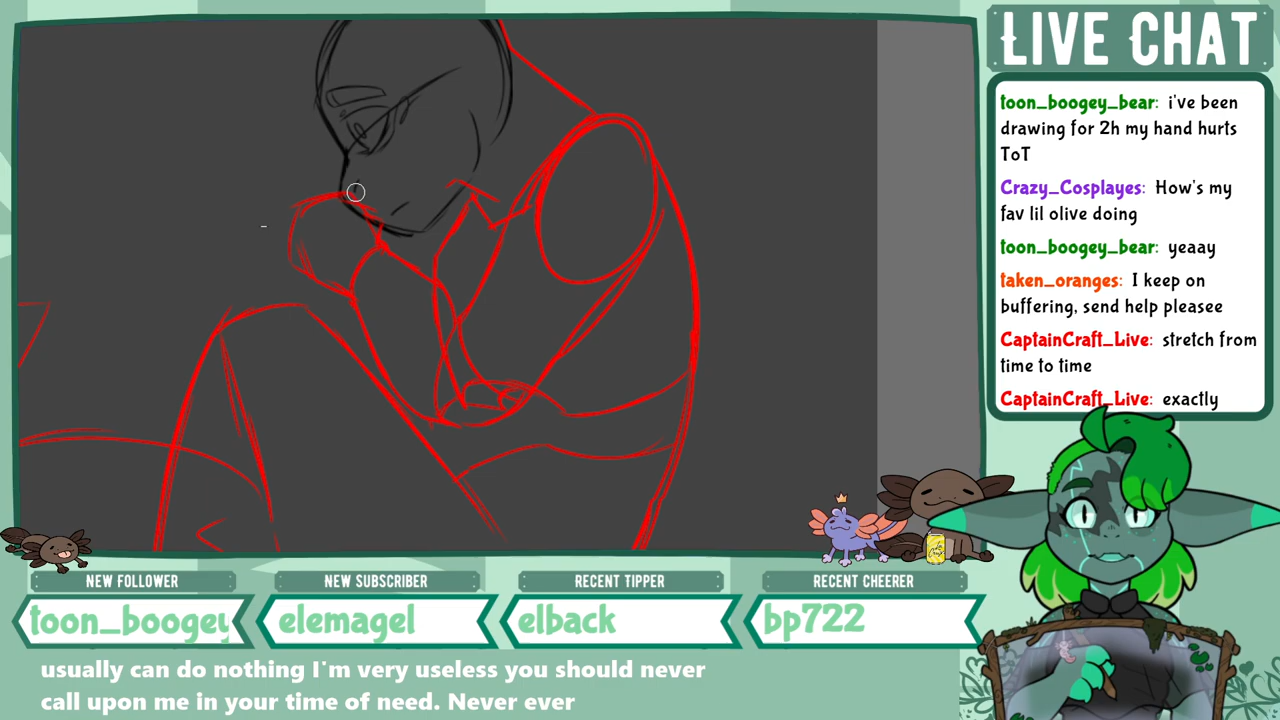 LIVE CHAT
toon_boogey_bear: i've been
drawing for 2h my hand hurts
ToT
Crazy_Cosplayes: How's my
fav lil olive doing
toon_boogey_bear: yeaay
taken_oranges: I keep on
buffering, send help pleasee
CaptainCraft_Live: stretch from
time to time
CaptainCraft_Live: exactly
NEW FOLLOWER
NEW SUBSCRIBER
RECENT TIPPER
RECENT CHEERER
toon_boogey
elemagel
elback
bp722
usually can do nothing I'm very useless you should never
call upon me in your time of need. Never ever